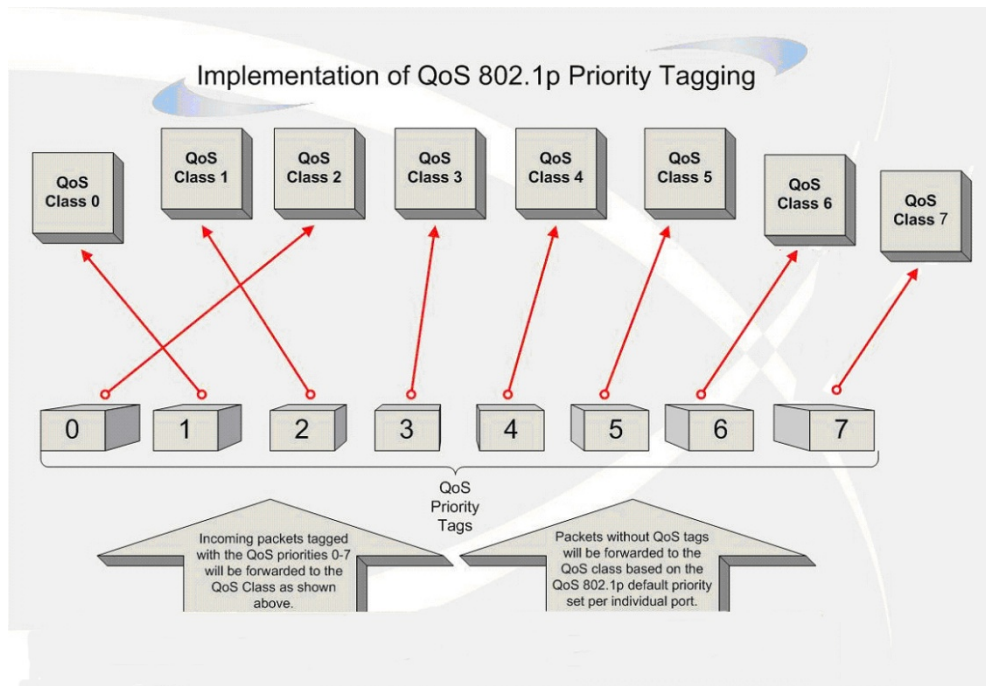 Implementation of QoS 802.1p Priority Tagging
QoS
Class 0
QoS
Class 1
QoS
Class 2
QoS
Class 3
QoS
Class 4
QoS
Class 5
QoS
Class 6
QoS
Class 7
0
1
2
3
4
5
6
7
QoS
Priority
Tags
Incoming packets tagged
with the QoS priorities 0-7
will be forwarded to the
QoS Class as shown
above.
Packets without QoS tags
will be forwarded to the
QoS class based on the
QoS 802.1p default priority
set per individual port.